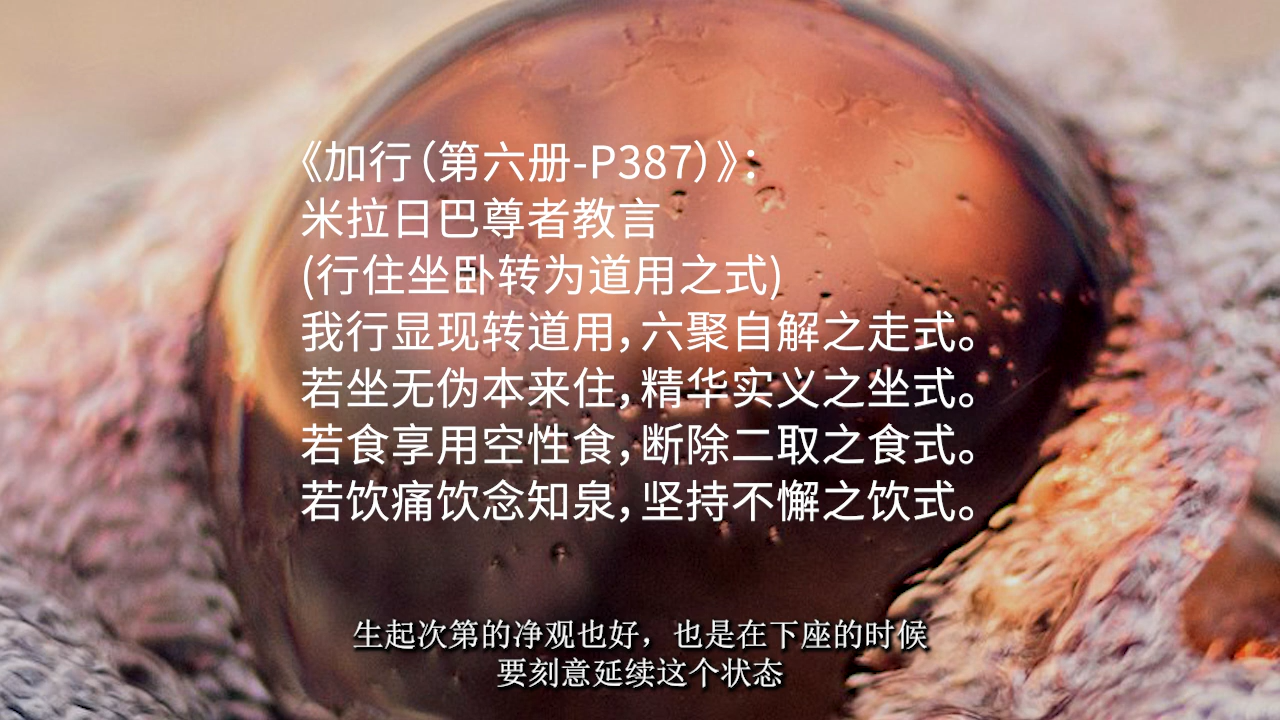 《加行（第六册-P387）》：
米拉日巴尊者教言
(行住坐卧转为道用之式)
我行显现转道用，六聚自解之走式。
若坐无伪本来住，精华实义之坐式。
若食享用空性食，断除二取之食式。
若饮痛饮念知泉，坚持不懈之饮式。
生起次第的净观也好，也是在下座的时候
要刻意延续这个状态